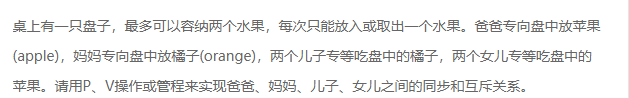 桌上有一只盘子，最多可以容纳两个水果，每次只能放入或取出一个水果。爸爸专向盘中放苹果
(apple)，妈妈专向盘中放橘子(orange)，两个儿子专等吃盘中的橘子，两个女儿专等吃盘中的
苹果。请用P、V操作或管程来实现爸爸、妈妈、儿子、女儿之间的同步和互斥关系。